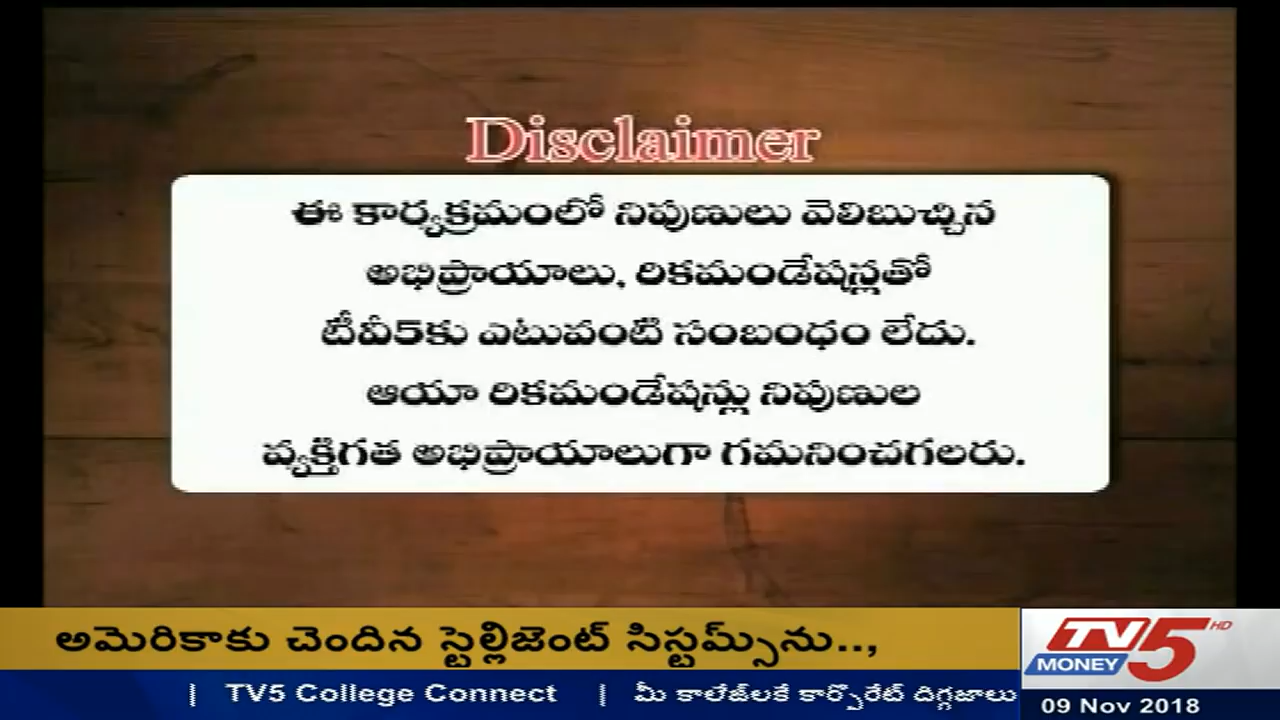 Disclaimer
ఈ కార్యక్రమంలో నిపుణులు వెలిబుచ్చిన
అభిప్రాయాలు, రికమండేషన్లతో
టీవీ5కు ఎటువంటి సంబంధం లేదు.
ఆయా రికమండేషన్లు నిపుణుల
వ్యక్తిగత అభిప్రాయాలుగా గమనించగలరు.
అమెరికాకు చెందిన స్టెల్లిజెంట్ సిస్టమ్స్‌ను..,
TV5 HD
MONEY
| TV5 College Connect | మీ కాలేజ్‌లకే కార్పొరేట్ దిగ్గజాలు
09 Nov 2018